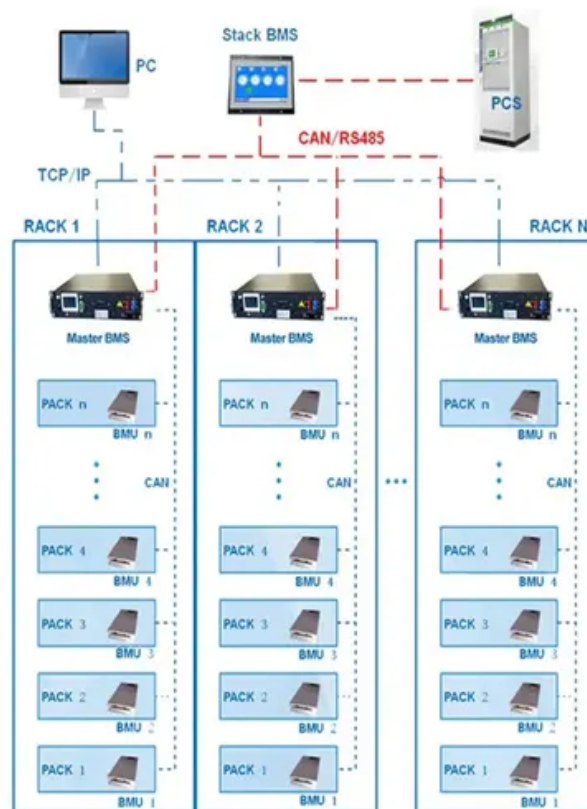 PC
Stack BMS
PCS
CAN/RS485
TCP/IP
RACK 1
RACK 2
RACK N
Master BMS
Master BMS
Master BMS
PACK n
BMU n
PACK n
BMU n
PACK n
BMU n
CAN
CAN
CAN
PACK 4
BMU 4
PACK 4
BMU 4
PACK 4
BMU 4
PACK 3
BMU 3
PACK 3
BMU 3
PACK 3
BMU 3
PACK 2
BMU 2
PACK 2
BMU 2
PACK 2
BMU 2
PACK 1
BMU 1
PACK 1
BMU 1
PACK 1
BMU 1